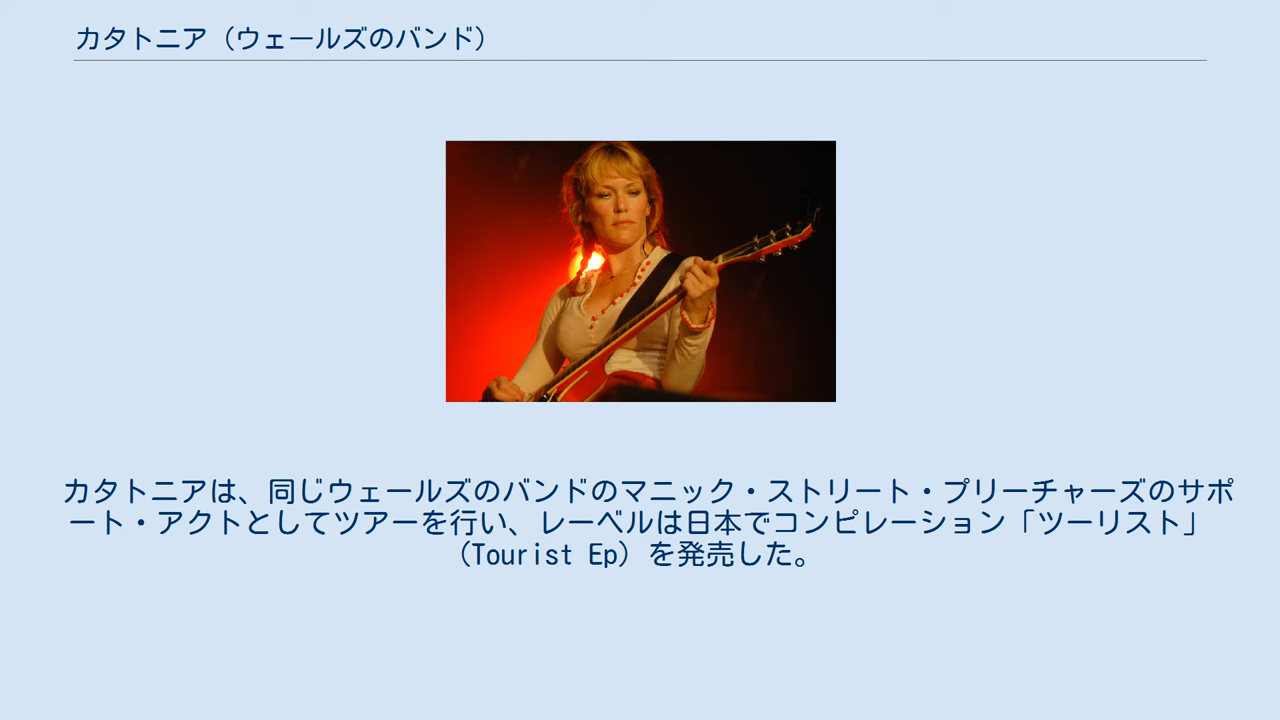 カタトニア（ウェールズのバンド）
カタトニアは、同じウェールズのバンドのマニック・ストリート・プリーチャーズのサポ
ート・アクトとしてツアーを行い、レーベルは日本でコンピレーション「ツーリスト」
（Tourist Ep）を発売した。